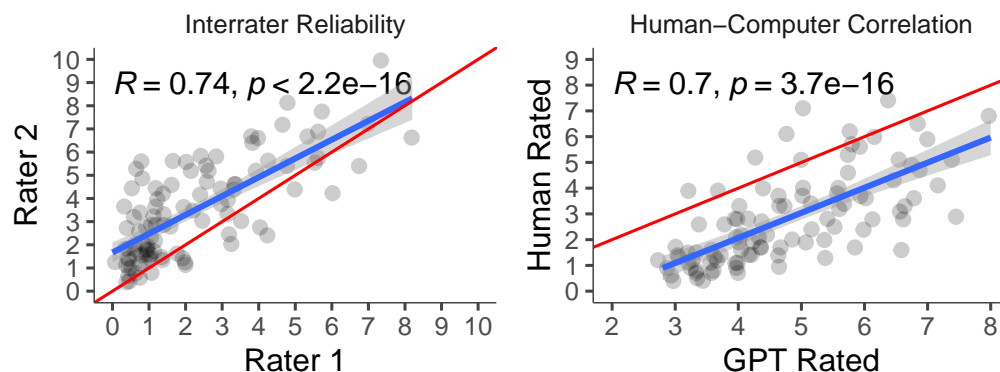 Interrater Reliability
R = 0.74, p < 2.2e−16
Rater 2
10
9
8
7
6
5
4
3
2
1
0
0 1 2 3 4 5 6 7 8 9 10
Rater 1
Human−Computer Correlation
R = 0.7, p = 3.7e−16
Human Rated
9
8
7
6
5
4
3
2
1
0
2 3 4 5 6 7 8
GPT Rated